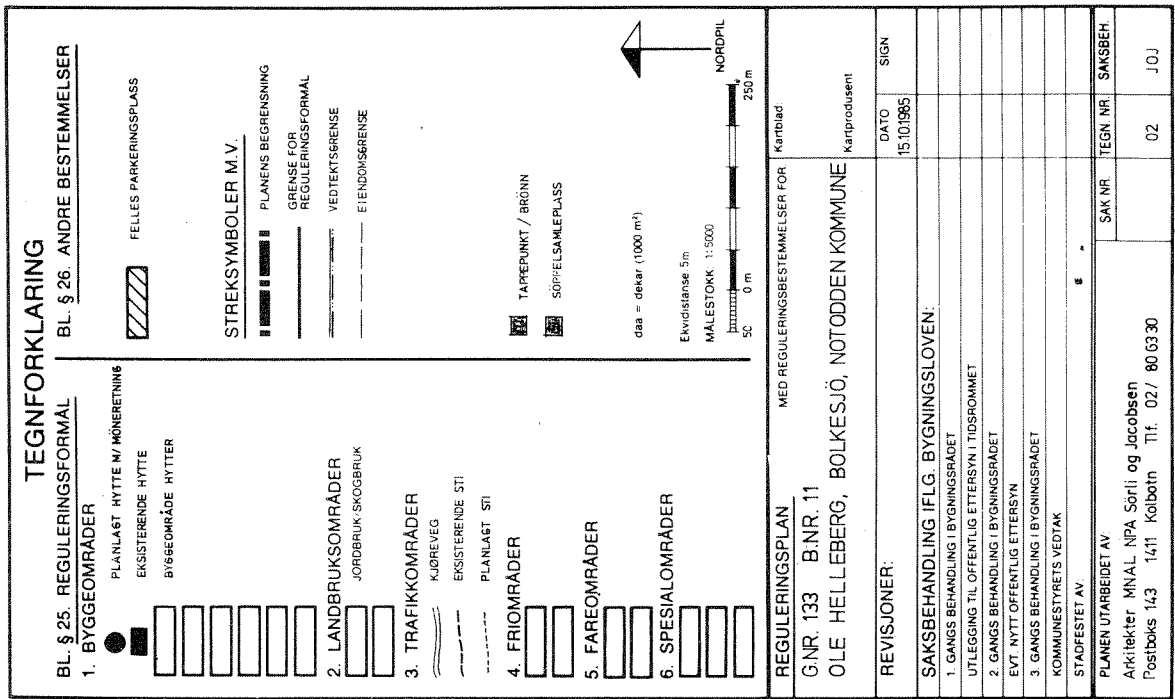 TEGNFORKLARING
BL. § 25. REGULERINGSFORMÅL
1. BYGGEOMRÅDER
PLANLAGT HYTTE M/ MÖNERETNING
EKSISTERENDE HYTTE
BYGGEOMRÅDE HYTTER
2. LANDBRUKSOMRÅDER
JORDBRUK/SKOGBRUK
3. TRAFIKKOMRÅDER
KJØREVEG
EKSISTERENDE STI
PLANLAGT STI
4. FRIOMRÅDER
5. FAREOMRÅDER
6. SPESIALOMRÅDER
BL. § 26. ANDRE BESTEMMELSER
FELLES PARKERINGSPLASS
STREKSYMBOLER M.V.
PLANENS BEGRENSNING
GRENSE FOR
REGULERINGSFORMÅL
VEDTEKTSGRENSE
EIENDOMSGRENSE
TAPPEPUNKT / BRÖNN
SÖPPELSAMLEPLASS
daa = dekar (1000 m²)
Ekvidistanse 5m
MÅLESTOKK 1:5000
50 0 m 250 m
NORDPIL
REGULERINGSPLAN MED REGULERINGSBESTEMMELSER FOR
G.NR. 133 B.NR. 11
OLE HELLEBERG, BOLKESJÖ, NOTODDEN KOMMUNE
Kartblad:
Kartprodusent
REVISJONER: DATO SIGN.
15.10.1985
SAKSBEHANDLING IFLG. BYGNINGSLOVEN:
1. GANGS BEHANDLING I BYGNINGSRÅDET
UTLEGGING TIL OFFENTLIG ETTERSYN I TIDSROMMET
2. GANGS BEHANDLING I BYGNINGSRÅDET
EVT. NYTT OFFENTLIG ETTERSYN
3. GANGS BEHANDLING I BYGNINGSRÅDET
KOMMUNESTYRETS VEDTAK
STADFESTET AV:
PLANEN UTARBEIDET AV: SAK NR. TEGN. NR. SAKSBEH.
Arkitekter MNAL NPA Sörli og Jacobsen
Postboks 143 1411 Kolbotn Tlf. 02/ 80 6330 02 JOJ